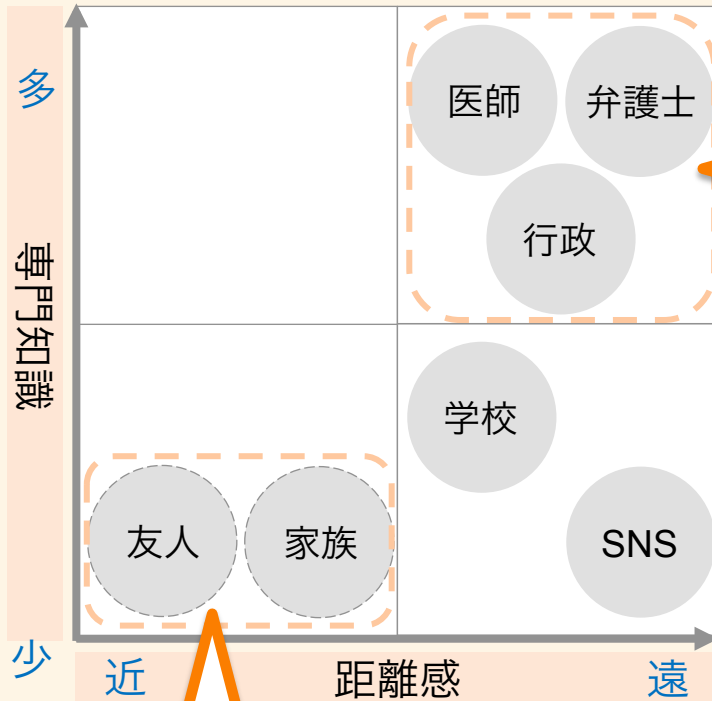 多
医師
弁護士
行政
専門知識
学校
友人
家族
SNS
少
近
距離感
遠